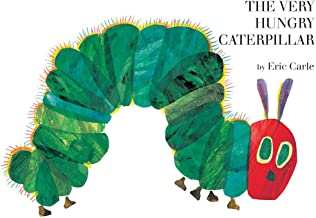 THE VERY
HUNGRY
CATERPILLAR
by Eric Carle